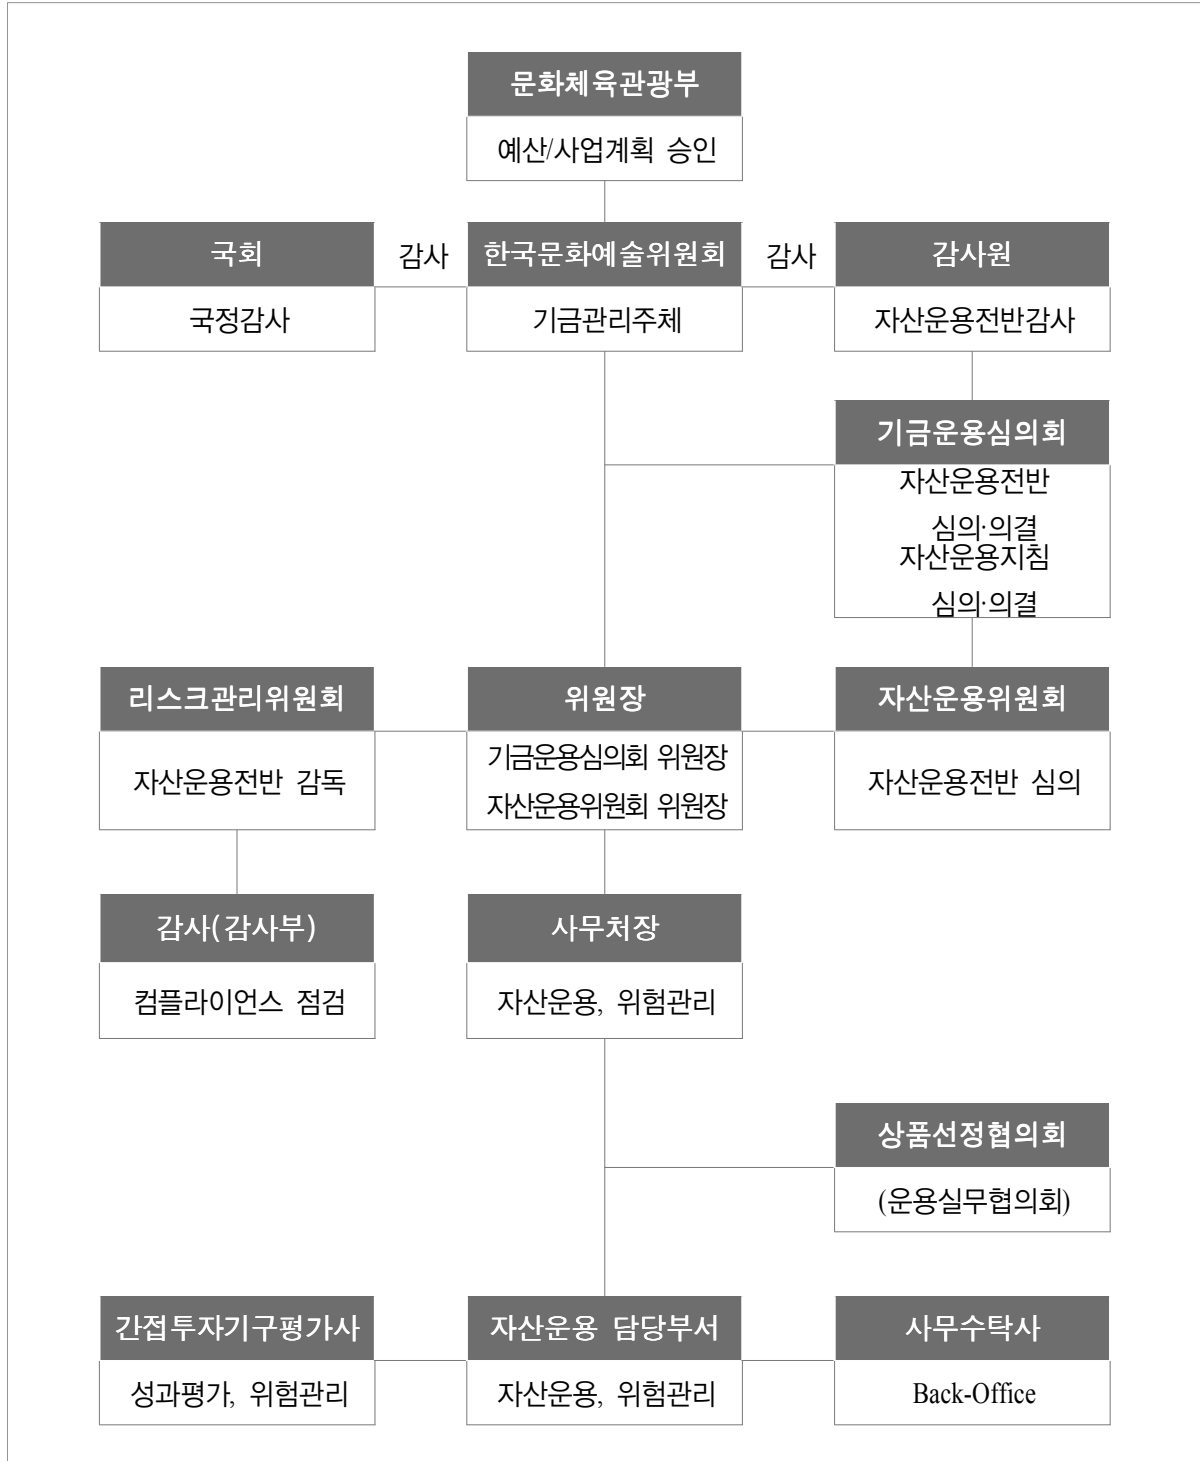 문화체육관광부
예산/사업계획 승인
국회
감사
한국문화예술위원회
감사
감사원
국정감사
기금관리주체
자산운용전반감사
기금운용심의회
자산운용전반
심의·의결
자산운용지침
심의·의결
리스크관리위원회
위원장
자산운용위원회
자산운용전반 감독
기금운용심의회 위원장
자산운용위원회 위원장
자산운용전반 심의
감사(감사부)
사무처장
컴플라이언스 점검
자산운용, 위험관리
상품선정협의회
(운용실무협의회)
간접투자기구평가사
자산운용 담당부서
사무수탁사
성과평가, 위험관리
자산운용, 위험관리
Back-Office